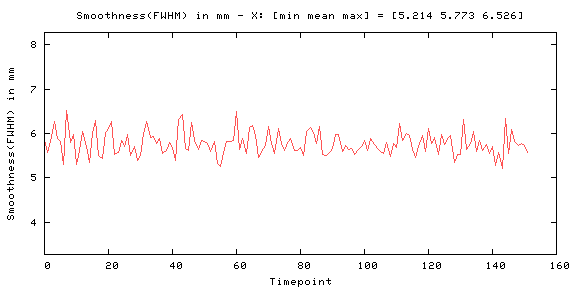 Smoothness(FWHM) in mm - X: [min mean max] = [5.214 5.773 6.526]
8
7
6
5
4
Smoothness(FWHM) in mm
0 20 40 60 80 100 120 140 160
Timepoint